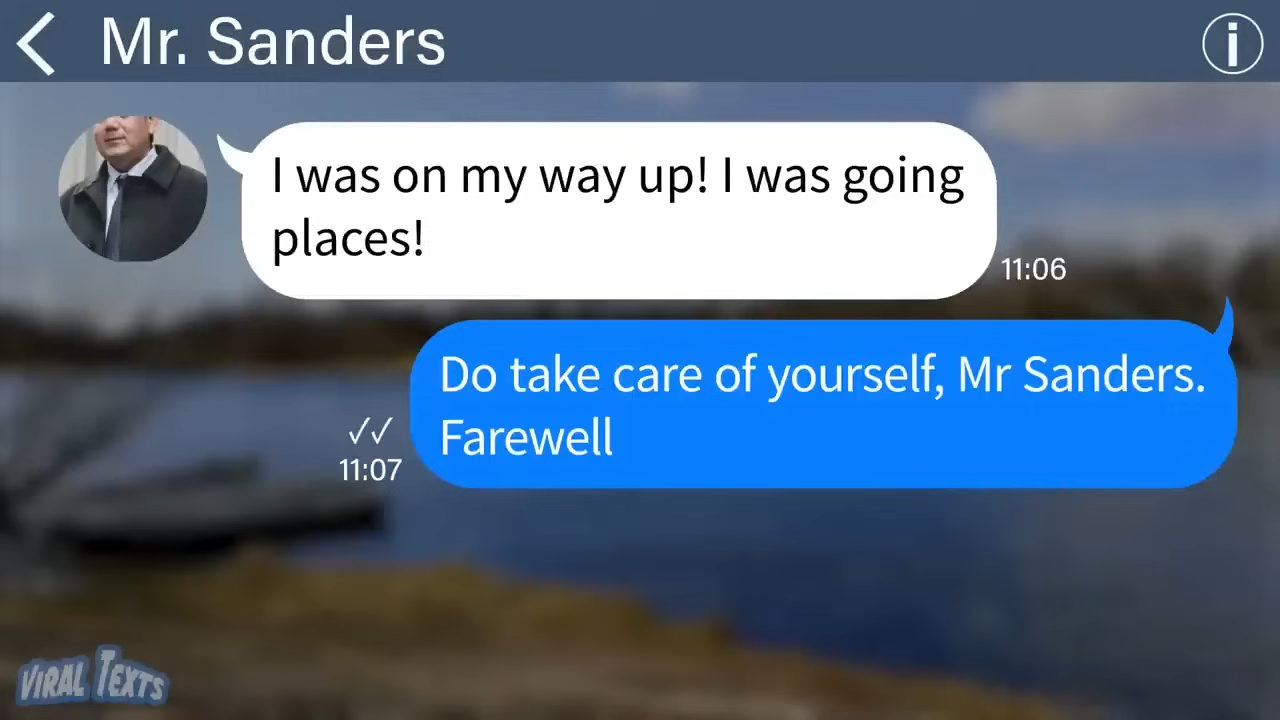 Mr. Sanders
I was on my way up! I was going
places!
11:06
Do take care of yourself, Mr Sanders.
Farewell
11:07
VIRAL TEXTS